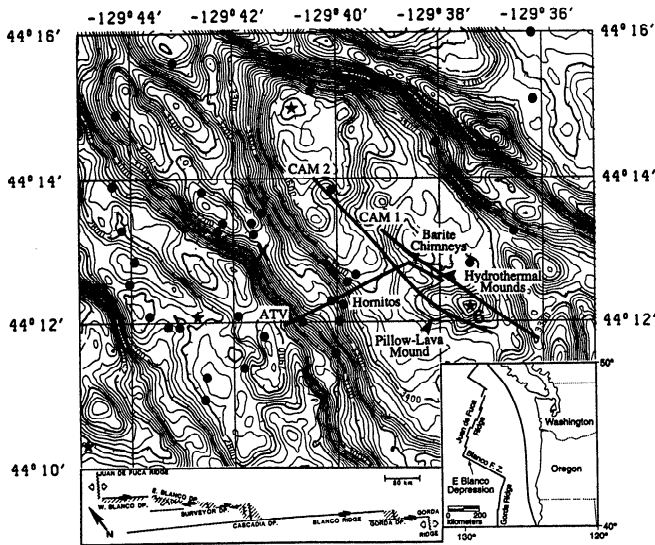 -129° 44' -129° 42' -129° 40' -129° 38' -129° 36'
44° 16' 44° 16'
CAM 2
44° 14' 44° 14'
CAM 1
Barite
Chimneys
Hydrothermal
Mounds
Hornitos
ATV
44° 12' 44° 12'
Pillow-Lava
Mound
44° 10'
50°
Juan de Fuca
Ridge
Washington
Blanco F. Z.
Oregon
E Blanco
Depression
Gorda Ridge
0 200
kilometers
130° 120°
40°
JUAN DE FUCA RIDGE
50 km
E. BLANCO DP.
W. BLANCO DP.
SURVEYOR DP.
CASCADIA DP.
BLANCO RIDGE
GORDA DP.
GORDA
RIDGE
N